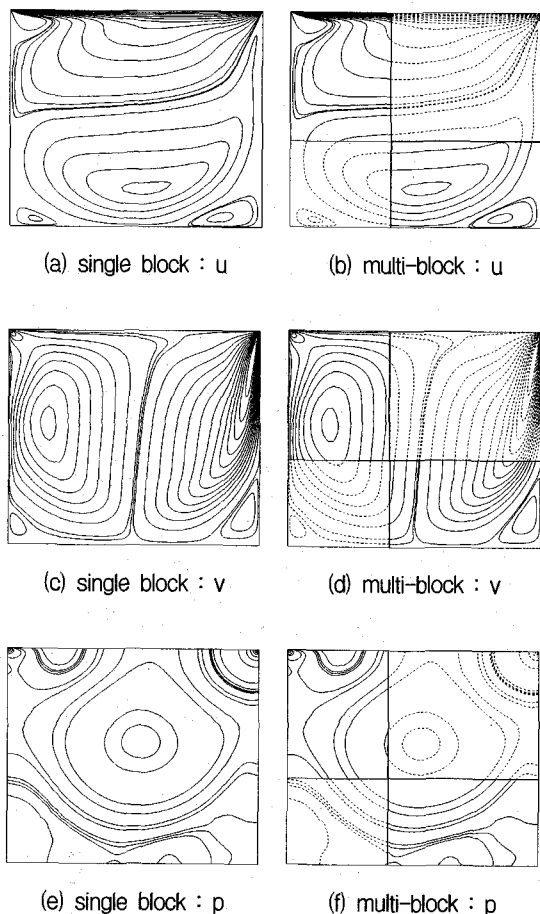 (a) single block : u
(b) multi-block : u
(c) single block : v
(d) multi-block : v
(e) single block : p
(f) multi-block : p